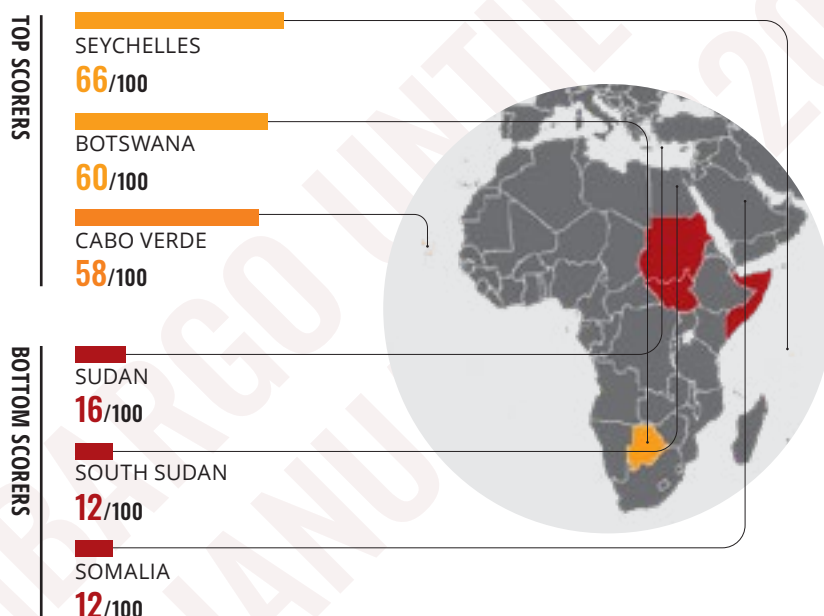 TOP SCORERS
SEYCHELLES
66/100
BOTSWANA
60/100
CABO VERDE
58/100
BOTTOM SCORERS
SUDAN
16/100
SOUTH SUDAN
12/100
SOMALIA
12/100